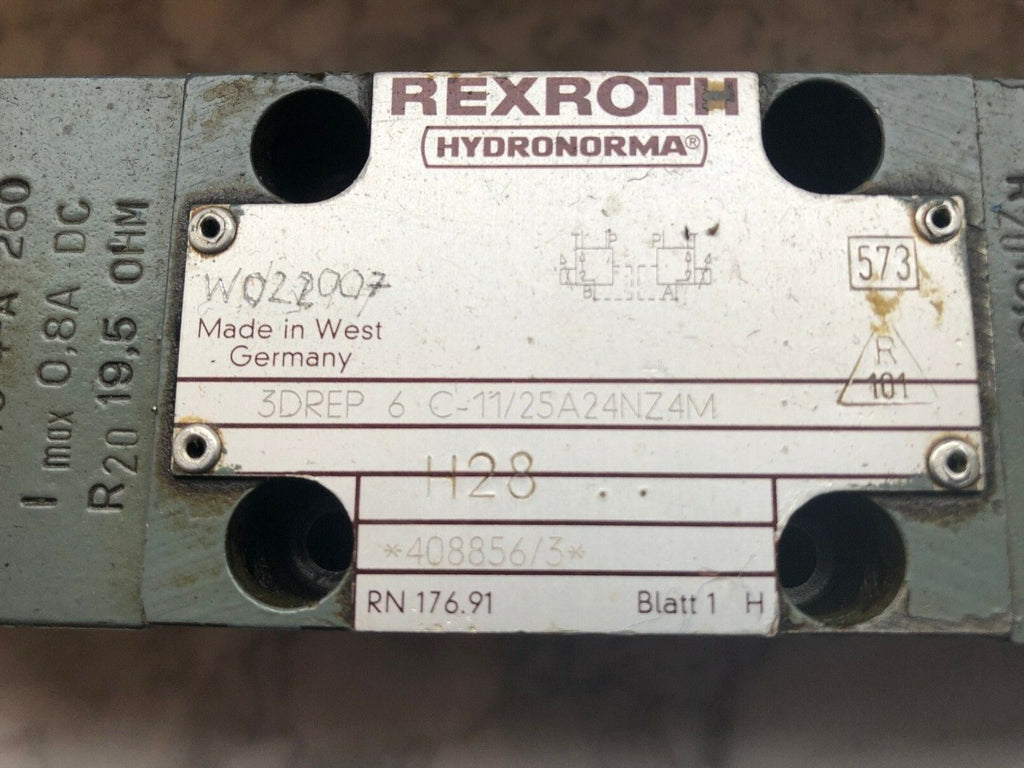 REXROTH
HYDRONORMA®
P
P
B
A
573
W022007
Made in West
Germany
R
101
3DREP 6 C-11/25A24NZ4M
H28
*408856/3*
RN 176.91 Blatt 1 H
A 260
I max 0,8A DC
R20 19,5 OHM